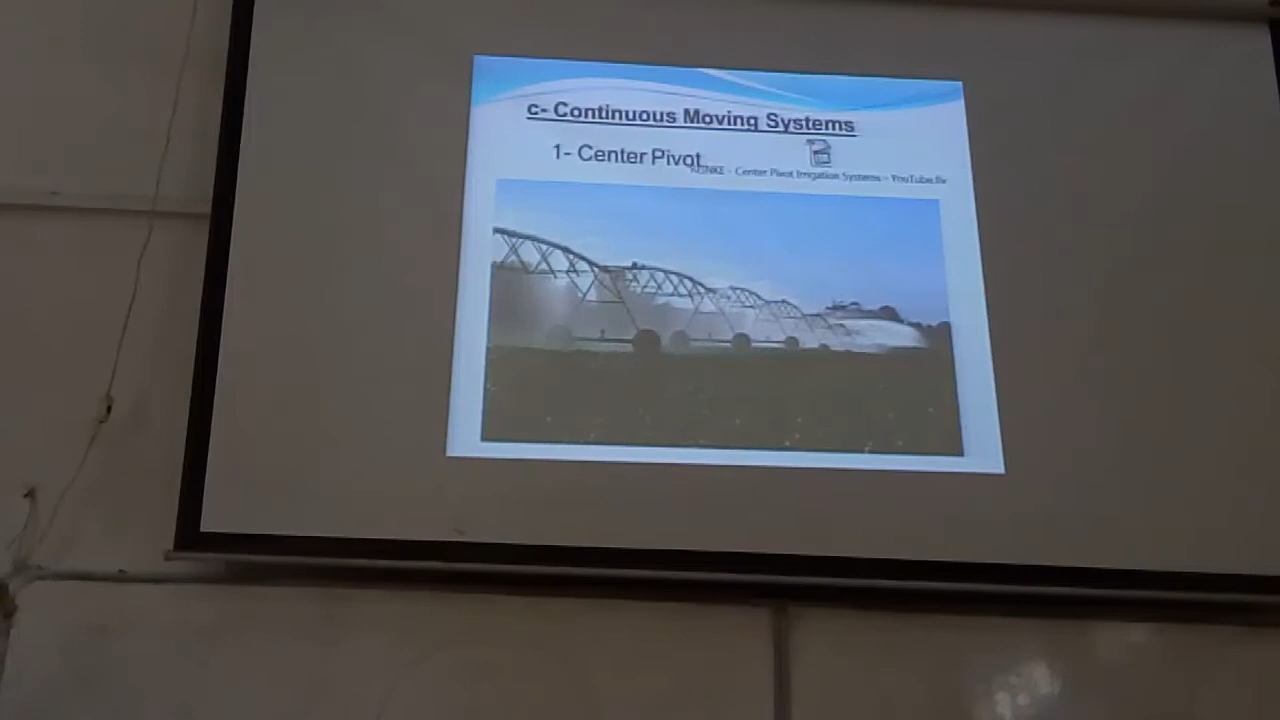 c- Continuous Moving Systems
1- Center Pivot
- Center Pivot Irrigation Systems - YouTube.flv